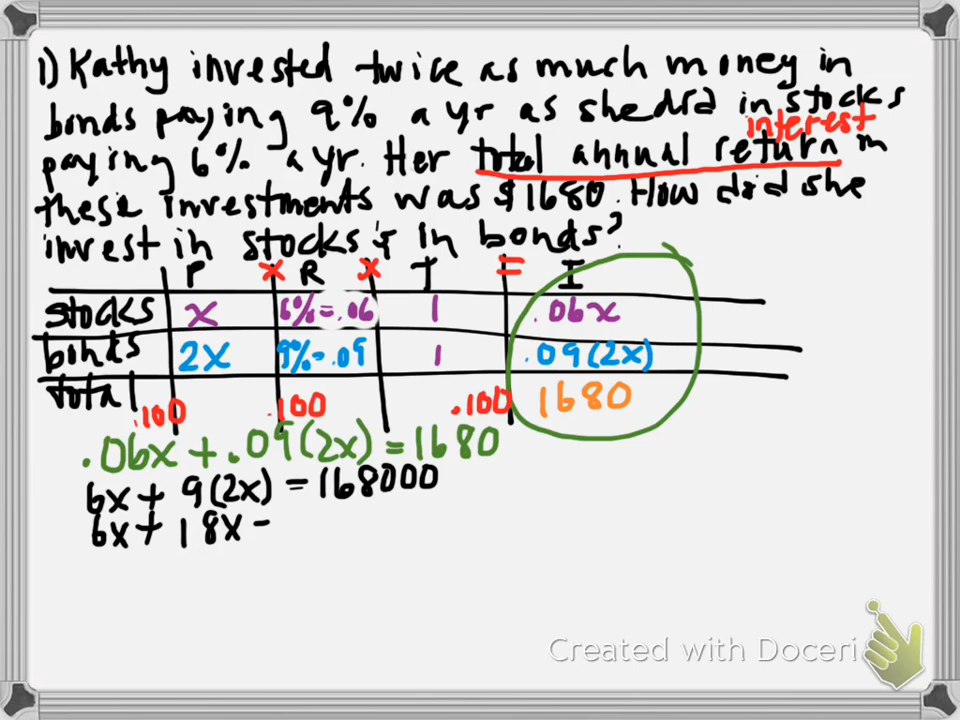 1) Kathy invested twice as much money in
bonds paying 9% a yr as she did in stocks
interest
paying 6% a yr. Her total annual return in
these investments was $1680. How did she
invest in stocks & in bonds?
P x R x T = I
stocks x 6%=.06 1 .06x
bonds 2x 9%=.09 1 .09(2x)
total 1680
.100 .100 .100
.06x + .09(2x) = 1680
6x + 9(2x) = 168000
6x + 18x =
Created with Doceri